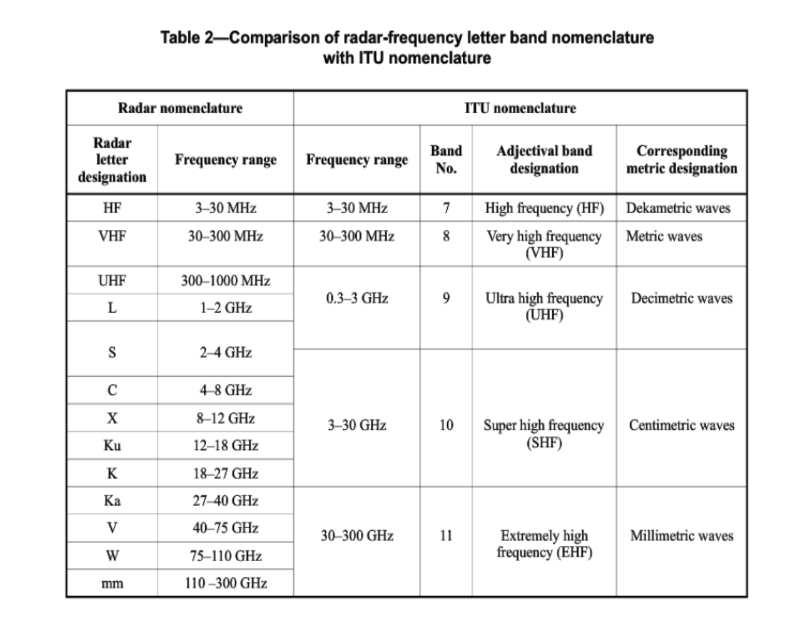 Table 2—Comparison of radar-frequency letter band nomenclature
with ITU nomenclature
Radar nomenclature ITU nomenclature
Radar letter designation Frequency range Frequency range Band No. Adjectival band designation Corresponding metric designation
HF 3–30 MHz 3–30 MHz 7 High frequency (HF) Dekametric waves
VHF 30–300 MHz 30–300 MHz 8 Very high frequency (VHF) Metric waves
UHF 300–1000 MHz 0.3–3 GHz 9 Ultra high frequency (UHF) Decimetric waves
L 1–2 GHz
S 2–4 GHz
C 4–8 GHz
X 8–12 GHz 3–30 GHz 10 Super high frequency (SHF) Centimetric waves
Ku 12–18 GHz
K 18–27 GHz
Ka 27–40 GHz
V 40–75 GHz 30–300 GHz 11 Extremely high frequency (EHF) Millimetric waves
W 75–110 GHz
mm 110 –300 GHz